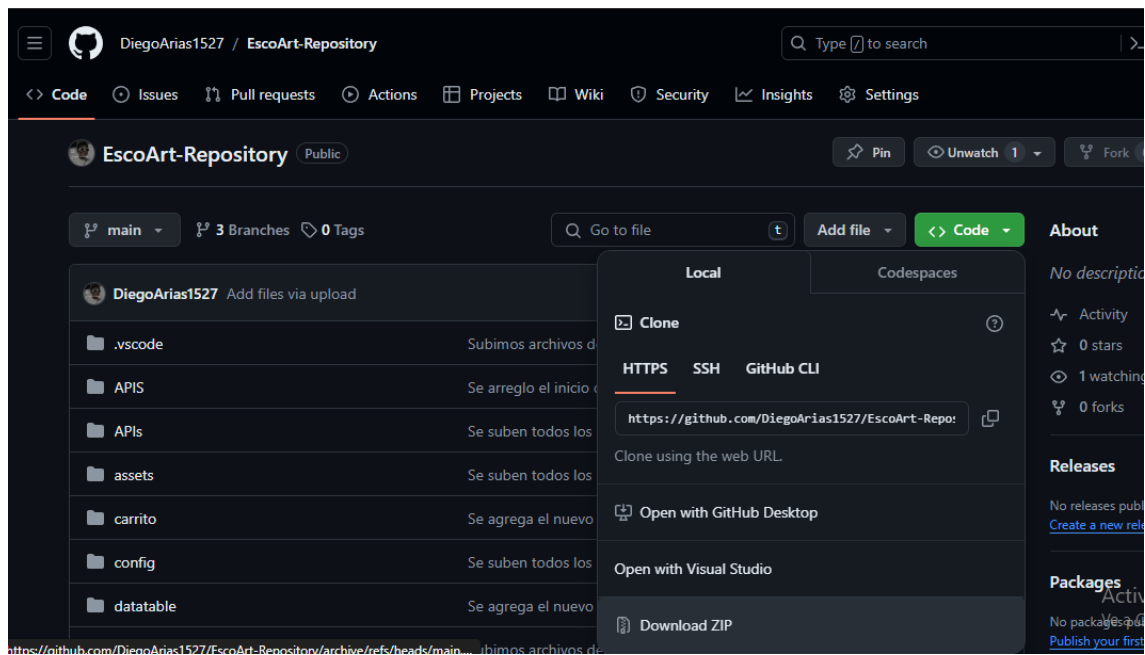 DiegoArias1527 / EscoArt-Repository
Type / to search
Code Issues Pull requests Actions Projects Wiki Security Insights Settings
EscoArt-Repository Public
Pin Unwatch 1 Fork
main 3 Branches 0 Tags Go to file t Add file <> Code
About
Local Codespaces
No descriptio
DiegoArias1527 Add files via upload
Clone
Activity
.vscode Subimos archivos d
0 stars
HTTPS SSH GitHub CLI
1 watching
APIS Se arreglo el inicio
0 forks
https://github.com/DiegoArias1527/EscoArt-Repos
APIs Se suben todos los
Clone using the web URL.
Releases
assets Se suben todos los
No releases publ
Create a new rele
Open with GitHub Desktop
carrito Se agrega el nuevo
config Se suben todos los
Open with Visual Studio
Packages
datatable Se agrega el nuevo
Activ
Download ZIP
No packages pub
Publish your first
https://github.com/DiegoArias1527/EscoArt-Repository/archive/refs/heads/main....
ubimos archivos de